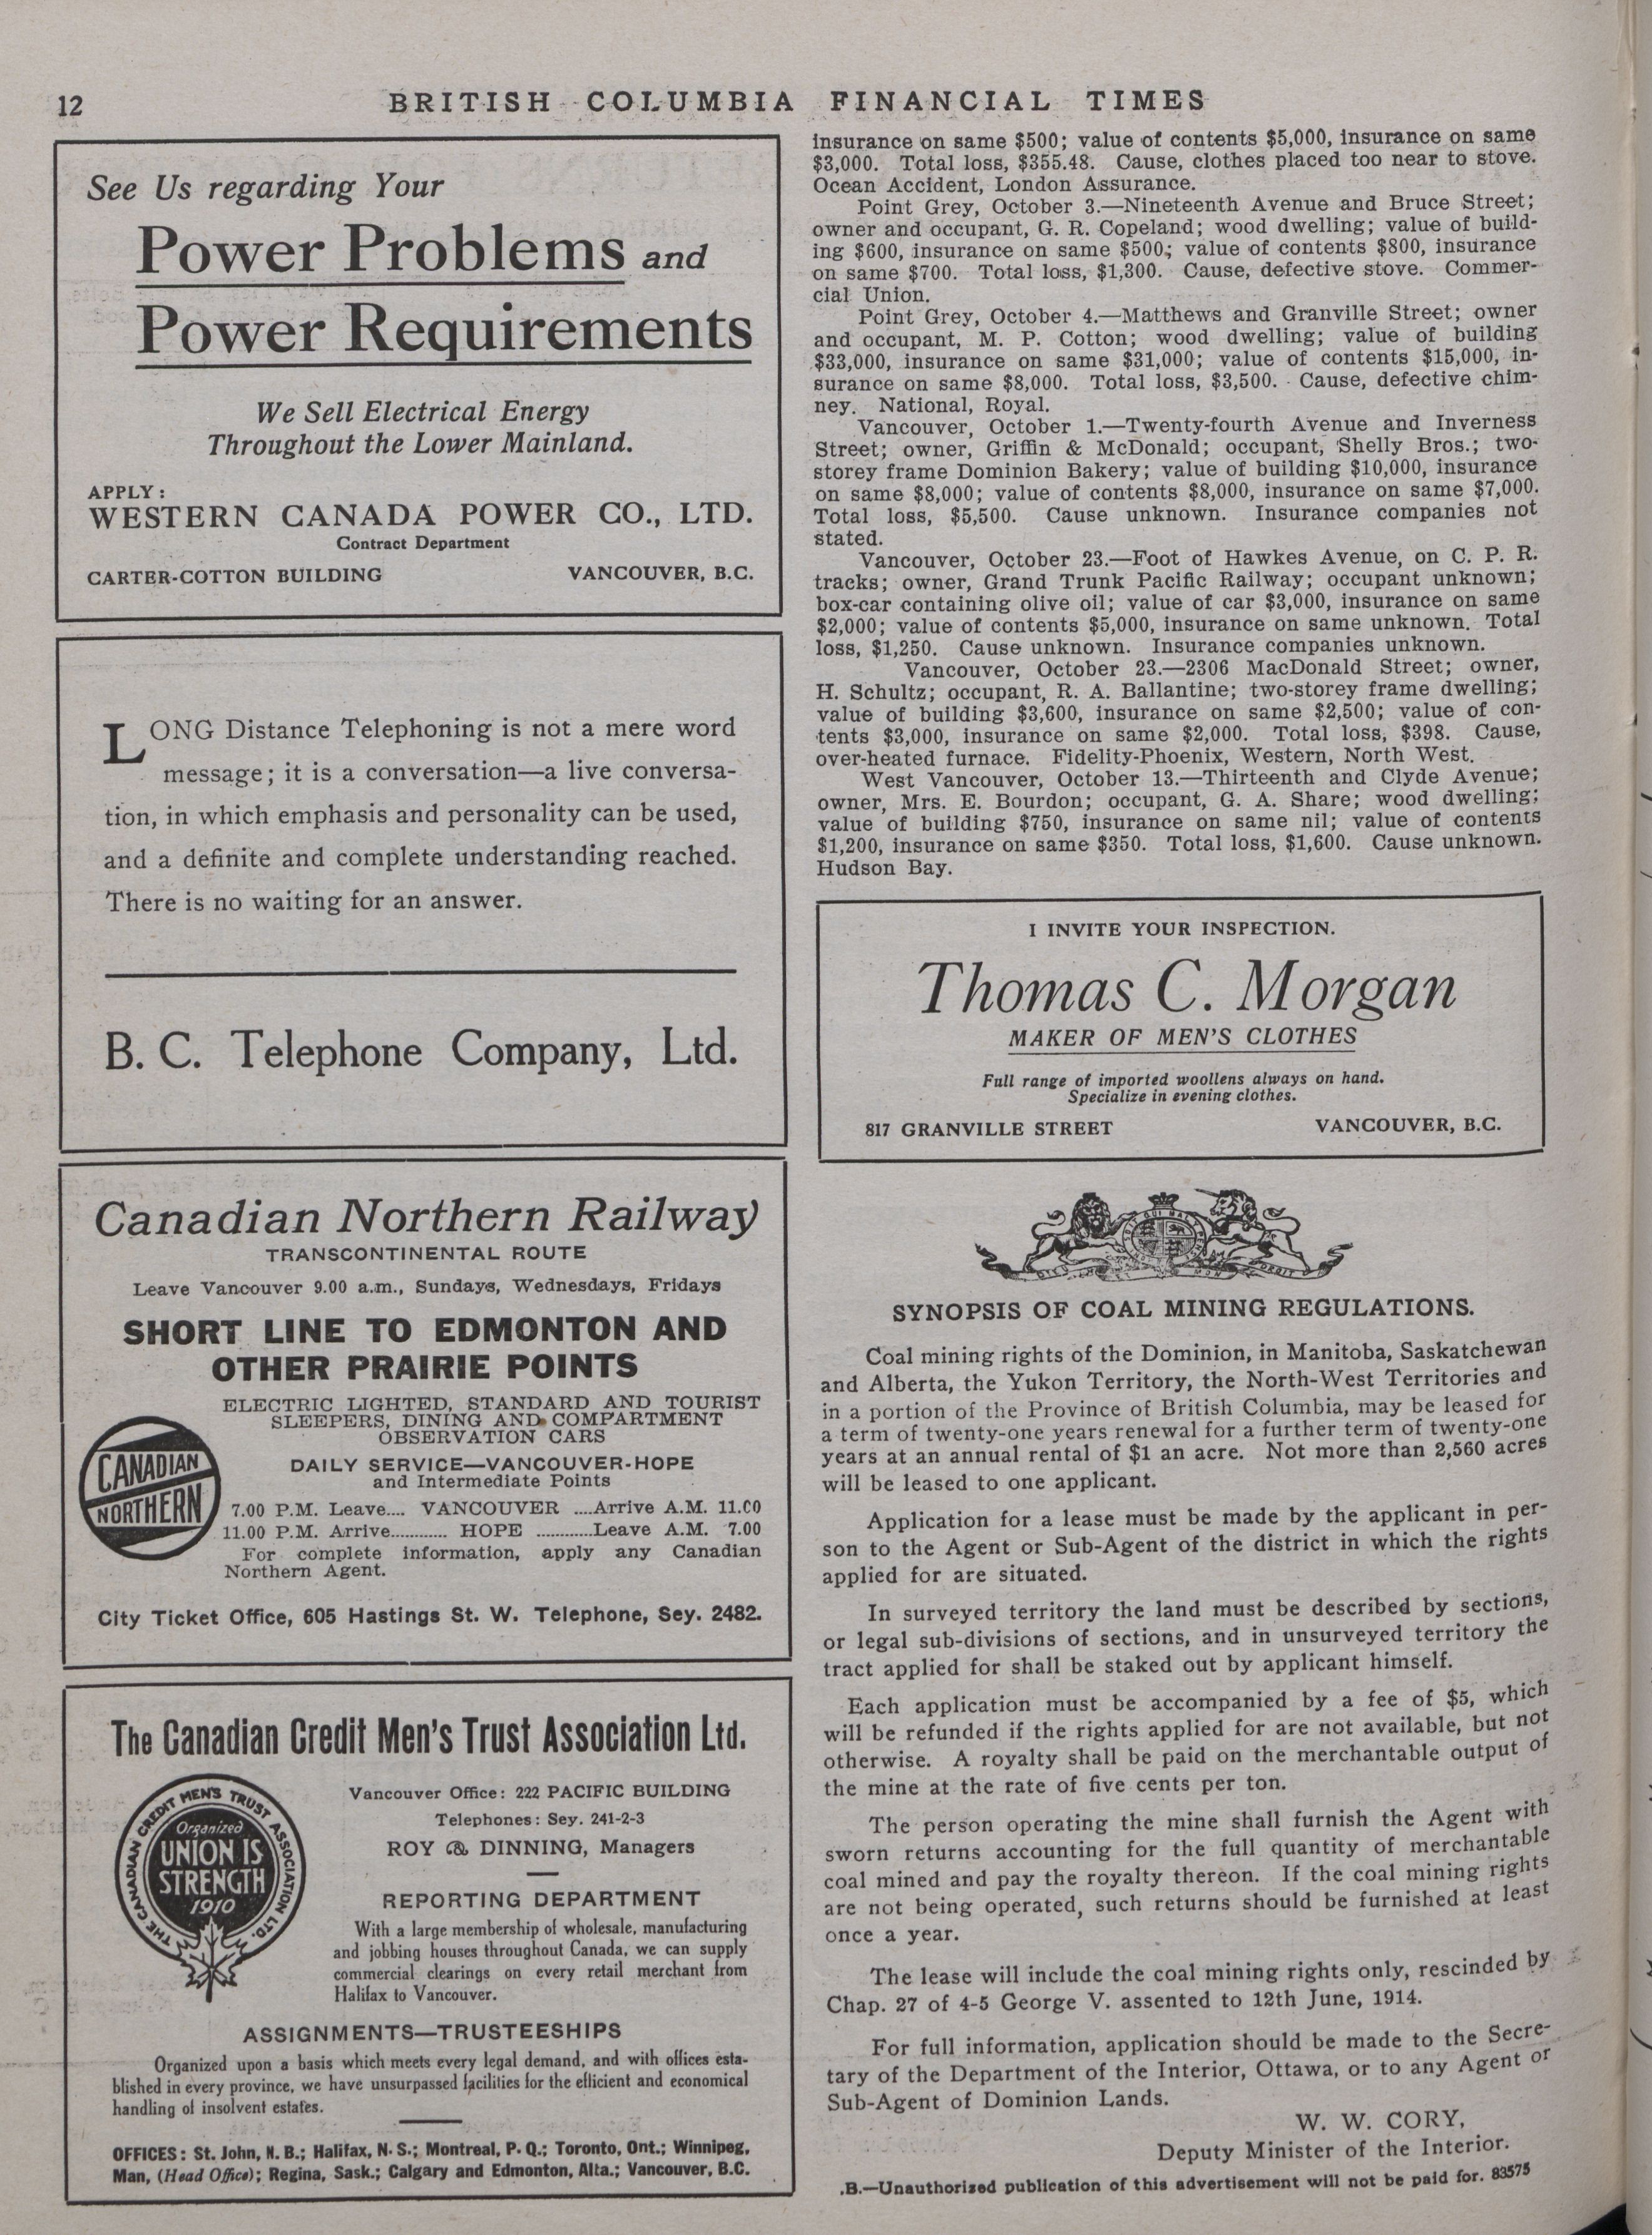 12
BRITISH COLUMBIA FINANCIAL TIMES
See Us regarding Your
Power Problems and
Power Requirements
We Sell Electrical Energy
Throughout the Lower Mainland.
APPLY:
WESTERN CANADA POWER CO., LTD.
Contract Department
CARTER-COTTON BUILDING VANCOUVER, B.C.
LONG Distance Telephoning is not a mere word
message; it is a conversation—a live conversa-
tion, in which emphasis and personality can be used,
and a definite and complete understanding reached.
There is no waiting for an answer.
B. C. Telephone Company, Ltd.
Canadian Northern Railway
TRANSCONTINENTAL ROUTE
Leave Vancouver 9.00 a.m., Sundays, Wednesdays, Fridays
SHORT LINE TO EDMONTON AND
OTHER PRAIRIE POINTS
ELECTRIC LIGHTED, STANDARD AND TOURIST
SLEEPERS, DINING AND COMPARTMENT
OBSERVATION CARS
CANADIAN
NORTHERN
DAILY SERVICE—VANCOUVER-HOPE
and Intermediate Points
7.00 P.M. Leave.... VANCOUVER ....Arrive A.M. 11.00
11.00 P.M. Arrive............ HOPE ............Leave A.M. 7.00
For complete information, apply any Canadian
Northern Agent.
City Ticket Office, 605 Hastings St. W. Telephone, Sey. 2482.
The Canadian Credit Men's Trust Association Ltd.
THE CANADIAN CREDIT MEN'S TRUST ASSOCIATION LTD.
Organized
UNION IS
STRENGTH
1910
Vancouver Office: 222 PACIFIC BUILDING
Telephones: Sey. 241-2-3
ROY & DINNING, Managers
REPORTING DEPARTMENT
With a large membership of wholesale, manufacturing
and jobbing houses throughout Canada, we can supply
commercial clearings on every retail merchant from
Halifax to Vancouver.
ASSIGNMENTS—TRUSTEESHIPS
Organized upon a basis which meets every legal demand, and with offices esta-
blished in every province, we have unsurpassed facilities for the efficient and economical
handling of insolvent estates.
OFFICES: St. John, N. B.; Halifax, N. S.; Montreal, P. Q.; Toronto, Ont.; Winnipeg,
Man, (Head Office); Regina, Sask.; Calgary and Edmonton, Alta.; Vancouver, B.C.
insurance on same $500; value of contents $5,000, insurance on same
$3,000. Total loss, $355.48. Cause, clothes placed too near to stove.
Ocean Accident, London Assurance.
Point Grey, October 3.—Nineteenth Avenue and Bruce Street;
owner and occupant, G. R. Copeland; wood dwelling; value of build-
ing $600, insurance on same $500; value of contents $800, insurance
on same $700. Total loss, $1,300. Cause, defective stove. Commer-
cial Union.
Point Grey, October 4.—Matthews and Granville Street; owner
and occupant, M. P. Cotton; wood dwelling; value of building
$33,000, insurance on same $31,000; value of contents $15,000, in-
surance on same $8,000. Total loss, $3,500. Cause, defective chim-
ney. National, Royal.
Vancouver, October 1.—Twenty-fourth Avenue and Inverness
Street; owner, Griffin & McDonald; occupant, Shelly Bros.; two-
storey frame Dominion Bakery; value of building $10,000, insurance
on same $8,000; value of contents $8,000, insurance on same $7,000.
Total loss, $5,500. Cause unknown. Insurance companies not
stated.
Vancouver, October 23.—Foot of Hawkes Avenue, on C. P. R.
tracks; owner, Grand Trunk Pacific Railway; occupant unknown;
box-car containing olive oil; value of car $3,000, insurance on same
$2,000; value of contents $5,000, insurance on same unknown. Total
loss, $1,250. Cause unknown. Insurance companies unknown.
Vancouver, October 23.—2306 MacDonald Street; owner,
H. Schultz; occupant, R. A. Ballantine; two-storey frame dwelling;
value of building $3,600, insurance on same $2,500; value of con-
tents $3,000, insurance on same $2,000. Total loss, $398. Cause,
over-heated furnace. Fidelity-Phoenix, Western, North West.
West Vancouver, October 13.—Thirteenth and Clyde Avenue;
owner, Mrs. E. Bourdon; occupant, G. A. Share; wood dwelling;
value of building $750, insurance on same nil; value of contents
$1,200, insurance on same $350. Total loss, $1,600. Cause unknown.
Hudson Bay.
I INVITE YOUR INSPECTION.
Thomas C. Morgan
MAKER OF MEN'S CLOTHES
Full range of imported woollens always on hand.
Specialize in evening clothes.
817 GRANVILLE STREET VANCOUVER, B.C.
SYNOPSIS OF COAL MINING REGULATIONS.
Coal mining rights of the Dominion, in Manitoba, Saskatchewan
and Alberta, the Yukon Territory, the North-West Territories and
in a portion of the Province of British Columbia, may be leased for
a term of twenty-one years renewal for a further term of twenty-one
years at an annual rental of $1 an acre. Not more than 2,560 acres
will be leased to one applicant.
Application for a lease must be made by the applicant in per-
son to the Agent or Sub-Agent of the district in which the rights
applied for are situated.
In surveyed territory the land must be described by sections,
or legal sub-divisions of sections, and in unsurveyed territory the
tract applied for shall be staked out by applicant himself.
Each application must be accompanied by a fee of $5, which
will be refunded if the rights applied for are not available, but not
otherwise. A royalty shall be paid on the merchantable output of
the mine at the rate of five cents per ton.
The person operating the mine shall furnish the Agent with
sworn returns accounting for the full quantity of merchantable
coal mined and pay the royalty thereon. If the coal mining rights
are not being operated, such returns should be furnished at least
once a year.
The lease will include the coal mining rights only, rescinded by
Chap. 27 of 4-5 George V. assented to 12th June, 1914.
For full information, application should be made to the Secre-
tary of the Department of the Interior, Ottawa, or to any Agent or
Sub-Agent of Dominion Lands.
W. W. CORY,
Deputy Minister of the Interior.
.B.—Unauthorized publication of this advertisement will not be paid for. 83575